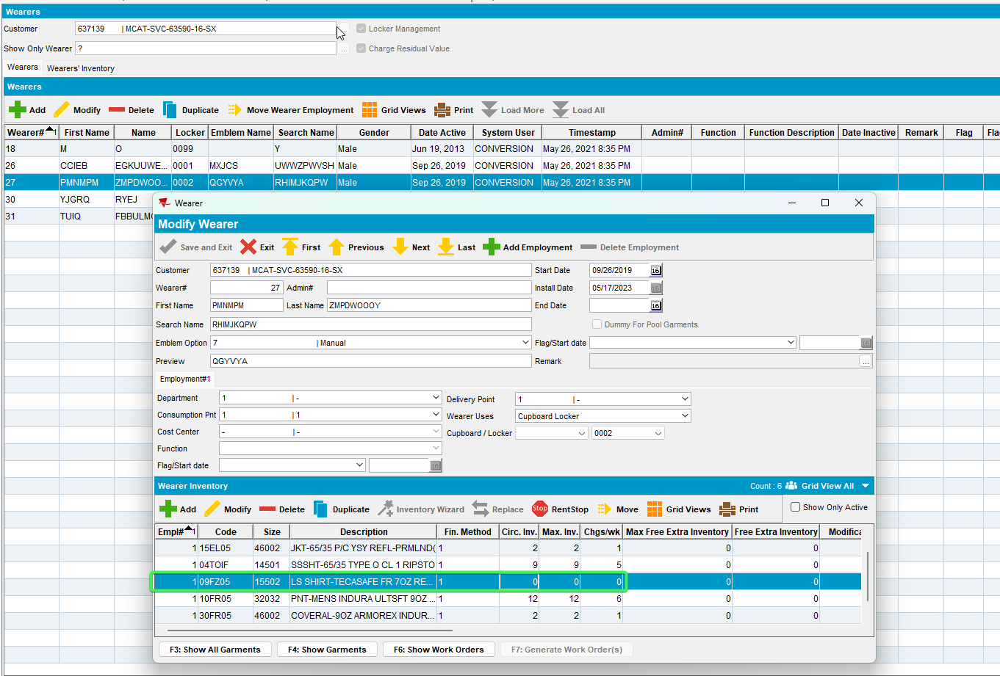 Wearers
Customer 637139 | MCAT-SVC-63590-16-SX ... Locker Management
Show Only Wearer ? ... Charge Residual Value
Wearers Wearers' Inventory
Wearers
Add Modify Delete Duplicate Move Wearer Employment Grid Views Print Load More Load All
Wearer# 1 First Name Name Locker Emblem Name Search Name Gender Date Active System User Timestamp Admin# Function Function Description Date Inactive Remark Flag Flag
18 M O 0099 Y Male Jun 19, 2013 CONVERSION May 26, 2021 8:35 PM
26 CCIEB EGKUUWE... 0001 MXJCS UWWZPWVSH Male Sep 26, 2019 CONVERSION May 26, 2021 8:35 PM
27 PMNMPM ZMPDWOO... 0002 QGYVYA RHIMJKQPW Male Sep 26, 2019 CONVERSION May 26, 2021 8:35 PM
30 YJGRQ RYEJ
31 TUIQ
Wearer
Modify Wearer
Save and Exit Exit First Previous Next Last Add Employment Delete Employment
Customer 637139 | MCAT-SVC-63590-16-SX Start Date 09/26/2019 16
Wearer# 27 Admin# Install Date 05/17/2023 16
First Name PMNMPM Last Name ZMPDWOOOY End Date 16
Search Name RHIMJKQPW Dummy For Pool Garments
Emblem Option 7 | Manual Flag/Start date 16
Preview QGYVYA Remark ...
Employment#1
Department 1 | - Delivery Point 1 | -
Consumption Pnt 1 | 1 Wearer Uses Cupboard Locker
Cost Center - | - Cupboard / Locker 0002
Function
Flag/Start date 16
Wearer Inventory Count : 6 Grid View All
Add Modify Delete Duplicate Inventory Wizard Replace Stop RentStop Move Grid Views Print Show Only Active
Empl# 1 Code Size Description Fin. Method Circ. Inv. Max. Inv. Chgs/wk Max Free Extra Inventory Free Extra Inventory Modifica
1 15EL05 46002 JKT-65/35 P/C YSY REFL-PRMLND( 1 2 2 1 0 0
1 04TOIF 14501 SSSHT-65/35 TYPE O CL 1 RIPSTO 1 9 9 5 0 0
1 09FZ05 15502 LS SHIRT-TECASAFE FR 7OZ RE... 1 0 0 0 0 0
1 10FR05 32032 PNT-MENS INDURA ULTSFT 9OZ ... 1 12 12 6 0 0
1 30FR05 46002 COVERAL-9OZ ARMOREX INDUR... 1 2 2 1 0 0
F3: Show All Garments F4: Show Garments F6: Show Work Orders F7: Generate Work Order(s)